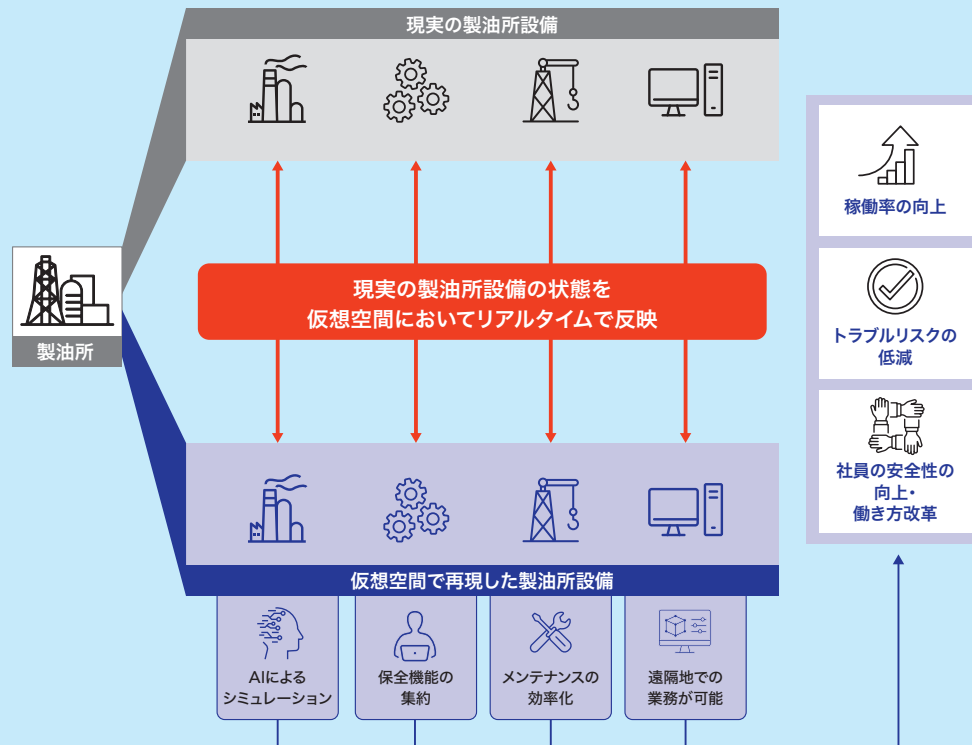 現実の製油所設備
製油所
現実の製油所設備の状態を
仮想空間においてリアルタイムで反映
仮想空間で再現した製油所設備
AIによる
シミュレーション
保全機能の
集約
メンテナンスの
効率化
遠隔地での
業務が可能
稼働率の向上
トラブルリスクの
低減
社員の安全性の
向上・
働き方改革